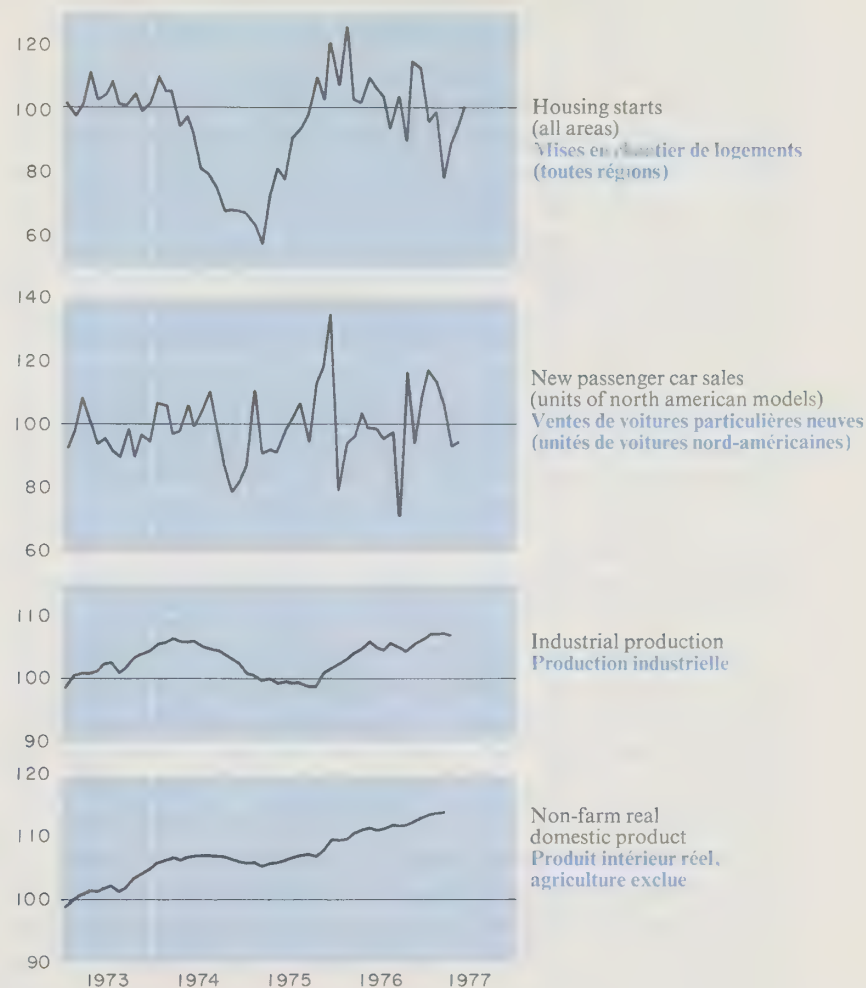 120
100
80
60
Housing starts
(all areas)
Mises en chantier de logements
(toutes régions)
140
120
100
80
60
New passenger car sales
(units of north american models)
Ventes de voitures particulières neuves
(unités de voitures nord-américaines)
110
100
90
Industrial production
Production industrielle
120
110
100
90
Non-farm real
domestic product
Produit intérieur réel,
agriculture exclue
1973 1974 1975 1976 1977